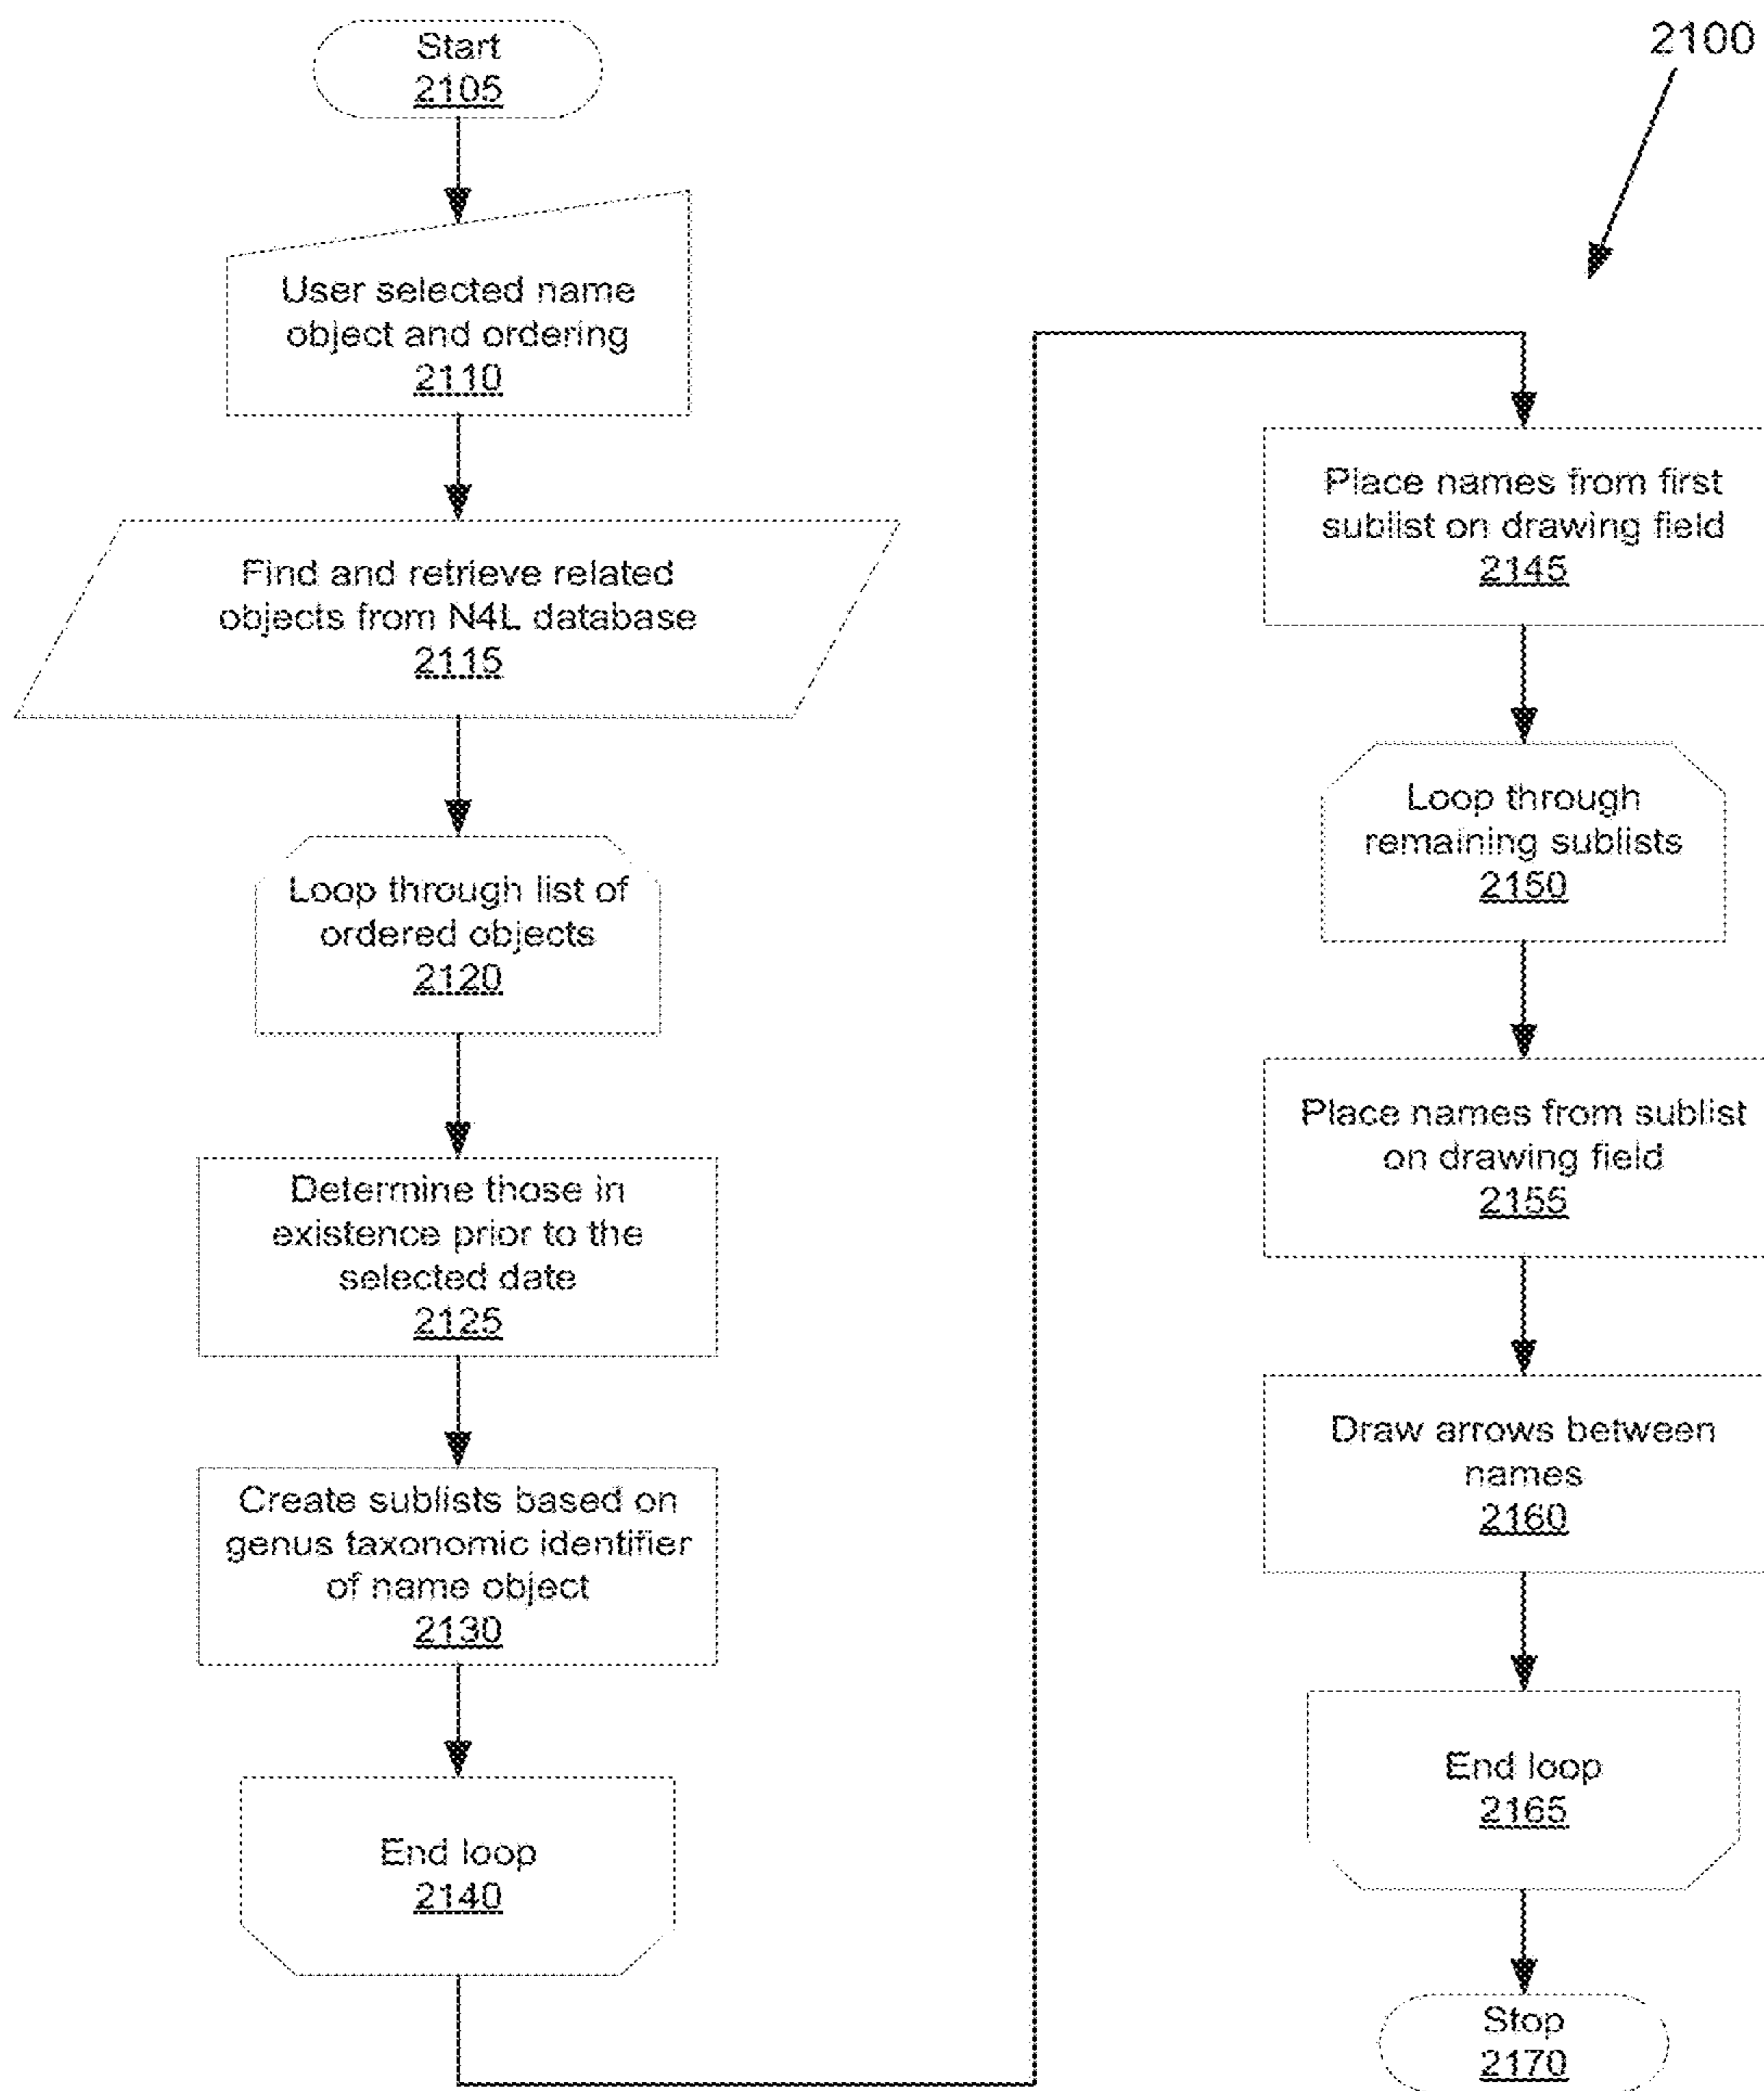 Start
2105
User selected name
object and ordering
2110
Find and retrieve related
objects from N4L database
2115
Loop through list of
ordered objects
2120
Determine those in
existence prior to the
selected date
2125
Create sublists based on
genus taxonomic identifier
of name object
2130
End loop
2140
2100
Place names from first
sublist on drawing field
2145
Loop through
remaining sublists
2150
Place names from sublist
on drawing field
2155
Draw arrows between
names
2160
End loop
2165
Stop
2170